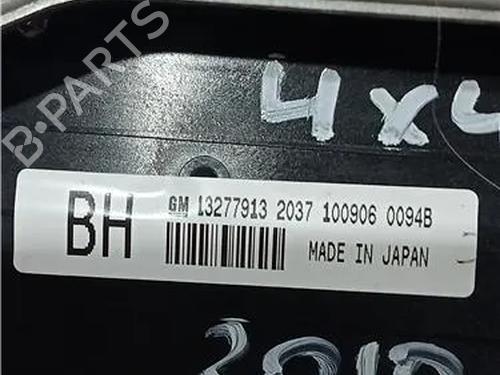 B-PARTS
4x4
BH
GM 13277913 2037 100906 0094B
MADE IN JAPAN
2010